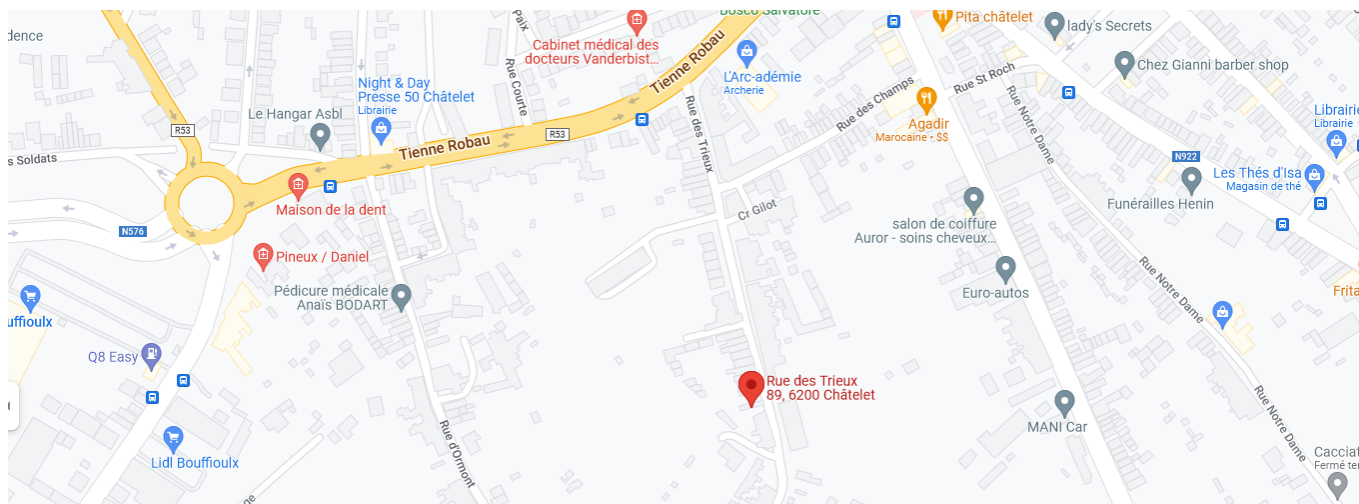 Bosco Salvatore
Pita châtelet
lady's Secrets
dence
Paix
Cabinet médical des
docteurs Vanderbist...
Tienne Robau
L'Arc-adémie
Archerie
Chez Gianni barber shop
Rue Courte
Night & Day
Presse 50 Châtelet
Librairie
Rue St Roch
Rue des Champs
Rue des Trieux
Agadir
Marocaine • $$
Rue Notre Dame
Librairie
Librairie
Le Hangar Asbl
R53
R53
Tienne Robau
s Soldats
N922
Les Thés d'Isa
Magasin de thé
Maison de la dent
Funérailles Henin
Cr Gilot
salon de coiffure
Auror - soins cheveux...
N576
Pineux / Daniel
Pédicure médicale
Anaïs BODART
Euro-autos
Rue Notre Dame
Frita
ouffioulx
Q8 Easy
Rue des Trieux
89, 6200 Châtelet
MANI Car
Rue Notre Dame
Rue d'Ormont
Lidl Bouffioulx
Cacciat
Fermé ter